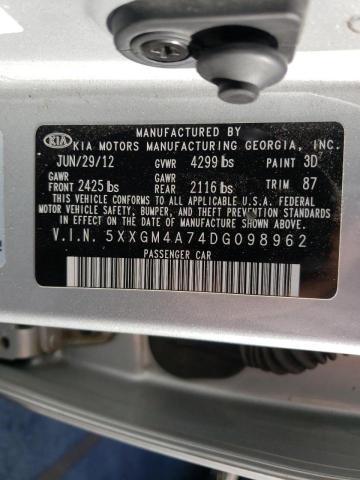 MANUFACTURED BY
KIA KIA MOTORS MANUFACTURING GEORGIA, INC.
JUN/29/12 GVWR 4299 lbs PAINT 3D
GAWR FRONT 2425 lbs GAWR REAR 2116 lbs TRIM 87
THIS VEHICLE CONFORMS TO ALL APPLICABLE U.S.A. FEDERAL
MOTOR VEHICLE SAFETY, BUMPER, AND THEFT PREVENTION STANDARDS
IN EFFECT ON THE DATE OF MANUFACTURE SHOWN ABOVE.
V.I.N. 5XXGM4A74DG098962
PASSENGER CAR